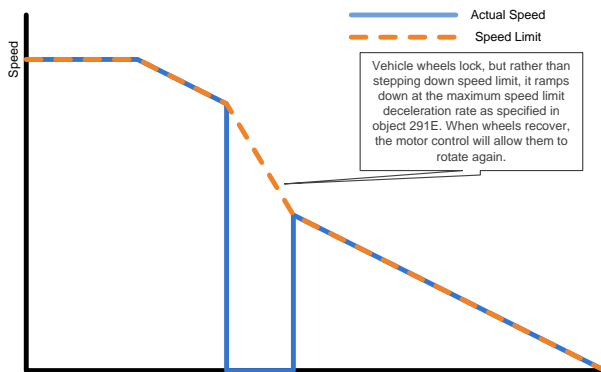 Actual Speed
Speed Limit
Speed
Vehicle wheels lock, but rather than
stepping down speed limit, it ramps
down at the maximum speed limit
deceleration rate as specified in
object 291E. When wheels recover,
the motor control will allow them to
rotate again.